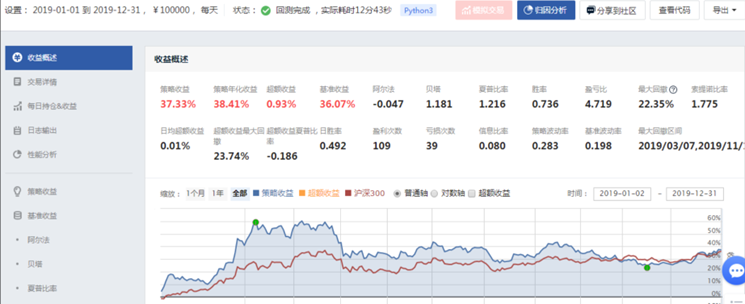 设置： 2019-01-01 到 2019-12-31 ，￥100000 ，每天 状态： 回测完成 ，实际耗时12分43秒 Python3 模拟交易 归因分析 分享到社区 查看代码 导出
收益概述
交易详情
每日持仓&收益
日志输出
性能分析
策略收益
基准收益
阿尔法
贝塔
夏普比率
收益概述
策略收益 策略年化收益 超额收益 基准收益 阿尔法 贝塔 夏普比率 胜率 盈亏比 最大回撤 索提诺比率
37.33% 38.41% 0.93% 36.07% -0.047 1.181 1.216 0.736 4.719 22.35% 1.775
日均超额收益 超额收益最大回撤 超额收益夏普比率 日胜率 盈利次数 亏损次数 信息比率 策略波动率 基准波动率 最大回撤区间
0.01% 23.74% -0.186 0.492 109 39 0.080 0.283 0.198 2019/03/07,2019/11/
缩放： 1个月 1年 全部 策略收益 超额收益 沪深300 普通轴 对数轴 超额收益 时间： 2019-01-02 - 2019-12-31
60%
50%
40%
30%
20%
10%
0%